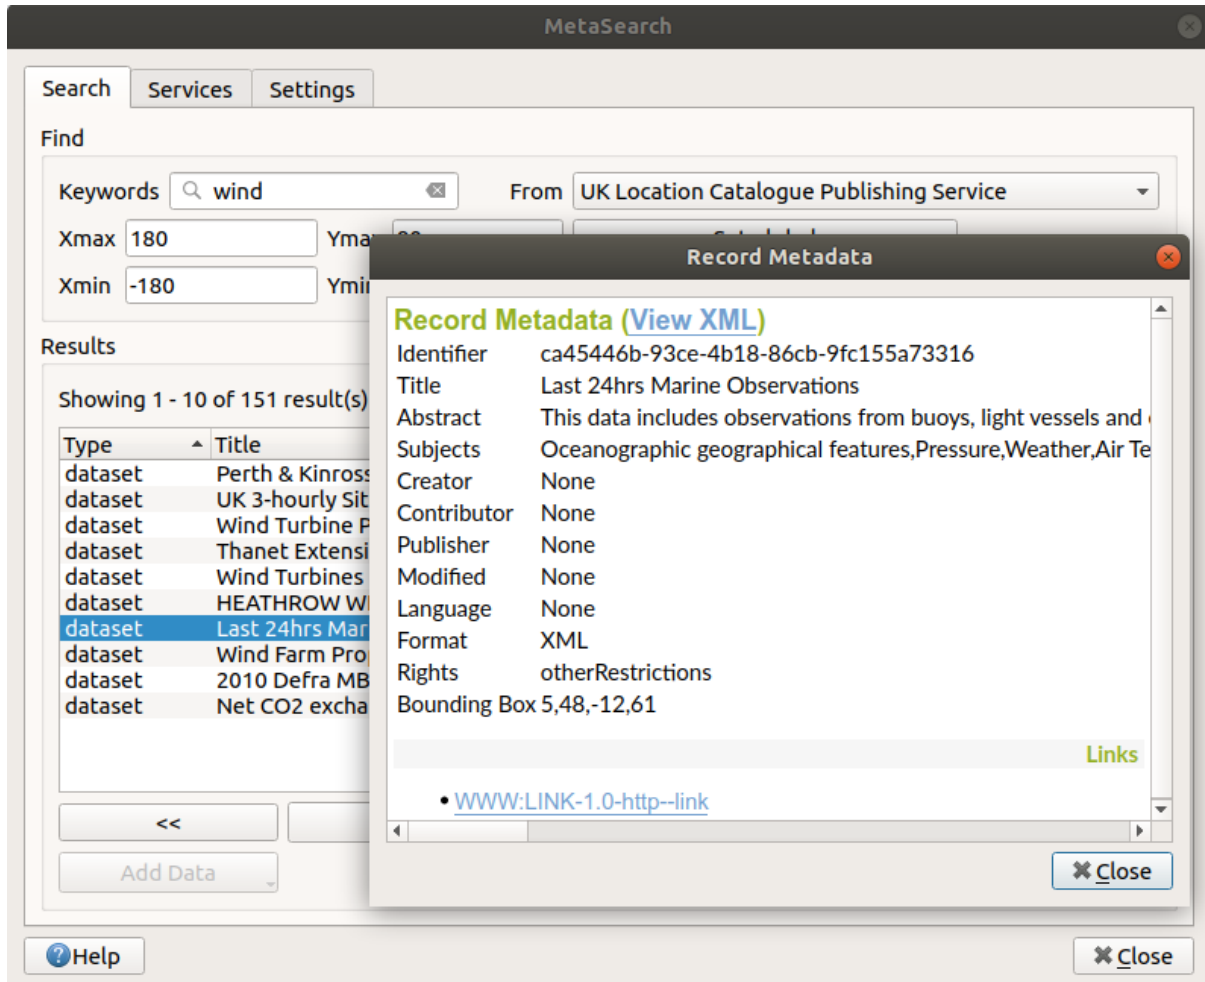 MetaSearch
Search Services Settings
Find
Keywords wind From UK Location Catalogue Publishing Service
Xmax 180
Xmin -180
Results
Showing 1 - 10 of 151 result(s)
Type Title
dataset Perth & Kinross
dataset UK 3-hourly Sit
dataset Wind Turbine P
dataset Thanet Extensi
dataset Wind Turbines
dataset HEATHROW WI
dataset Last 24hrs Mar
dataset Wind Farm Pro
dataset 2010 Defra MB
dataset Net CO2 excha
<<
Add Data
Help
Close
Record Metadata
Record Metadata (View XML)
Identifier ca45446b-93ce-4b18-86cb-9fc155a73316
Title Last 24hrs Marine Observations
Abstract This data includes observations from buoys, light vessels and
Subjects Oceanographic geographical features,Pressure,Weather,Air Te
Creator None
Contributor None
Publisher None
Modified None
Language None
Format XML
Rights otherRestrictions
Bounding Box 5,48,-12,61
Links
WWW:LINK-1.0-http--link
Close